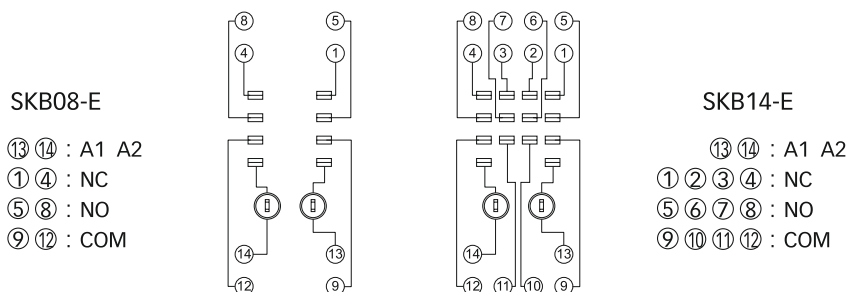 ⑧ ⑤ ⑧ ⑦ ⑥ ⑤
④ ① ④ ③ ② ①
SKB08-E
⑬ ⑭ : A1 A2
① ④ : NC
⑤ ⑧ : NO
⑨ ⑫ : COM
SKB14-E
⑬ ⑭ : A1 A2
① ② ③ ④ : NC
⑤ ⑥ ⑦ ⑧ : NO
⑨ ⑩ ⑪ ⑫ : COM
⑭ ⑬ ⑭ ⑬
⑫ ⑨ ⑫ ⑪ ⑩ ⑨